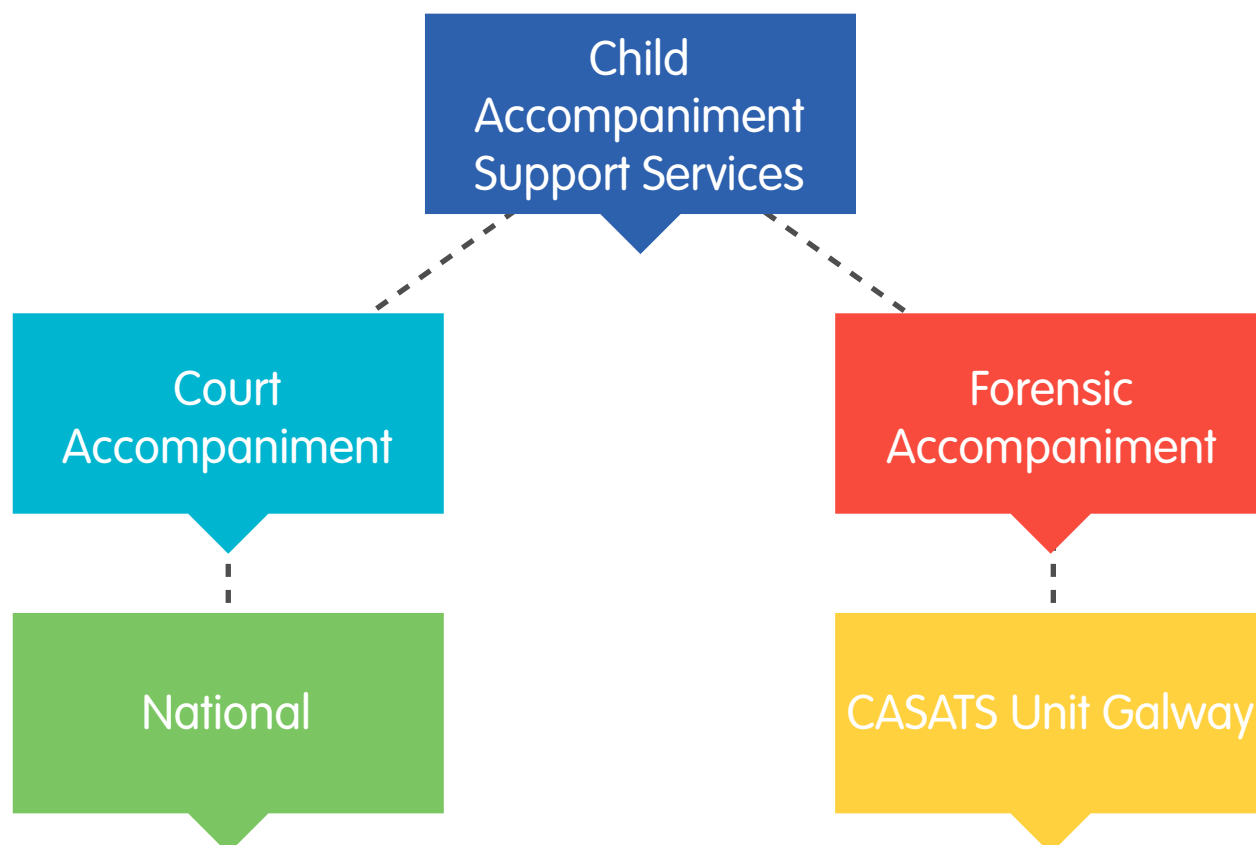 Child
Accompaniment
Support Services
Court
Accompaniment
Forensic
Accompaniment
National
CASATS Unit Galway